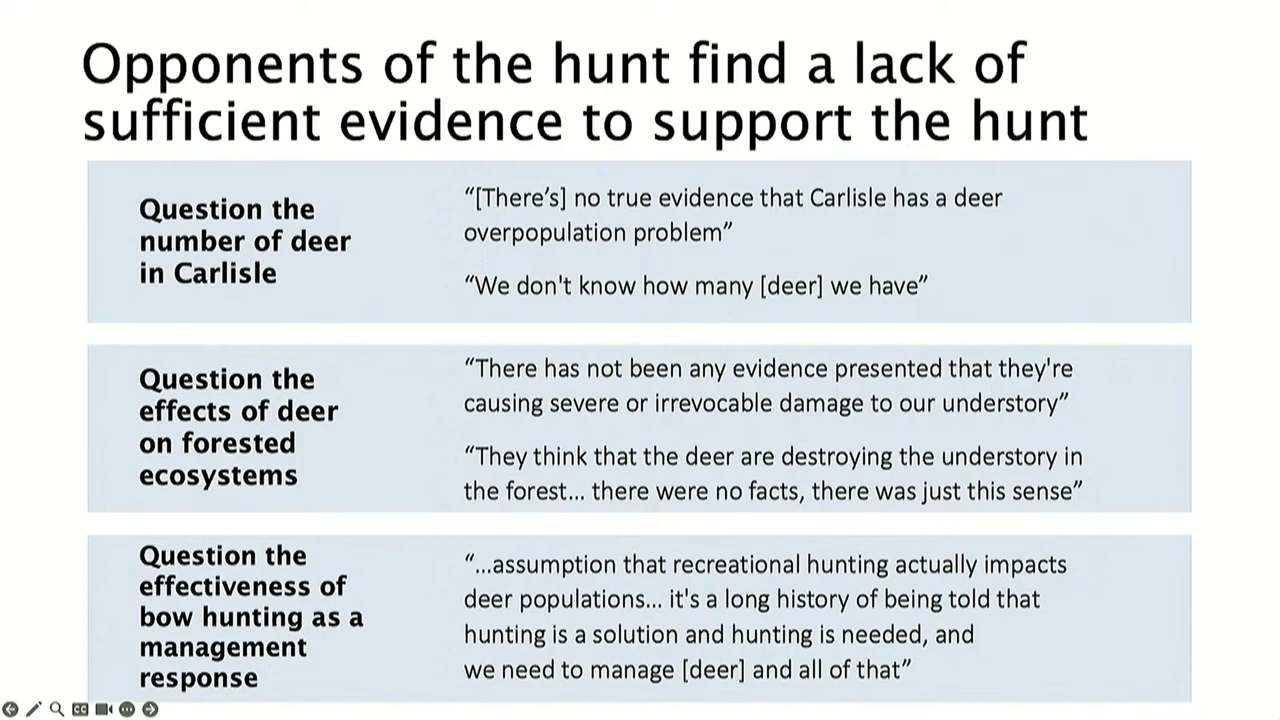 Opponents of the hunt find a lack of
sufficient evidence to support the hunt
Question the
number of deer
in Carlisle
“[There’s] no true evidence that Carlisle has a deer
overpopulation problem”
“We don't know how many [deer] we have”
Question the
effects of deer
on forested
ecosystems
“There has not been any evidence presented that they're
causing severe or irrevocable damage to our understory”
“They think that the deer are destroying the understory in
the forest... there were no facts, there was just this sense”
Question the
effectiveness of
bow hunting as a
management
response
“...assumption that recreational hunting actually impacts
deer populations... it's a long history of being told that
hunting is a solution and hunting is needed, and
we need to manage [deer] and all of that”
CC